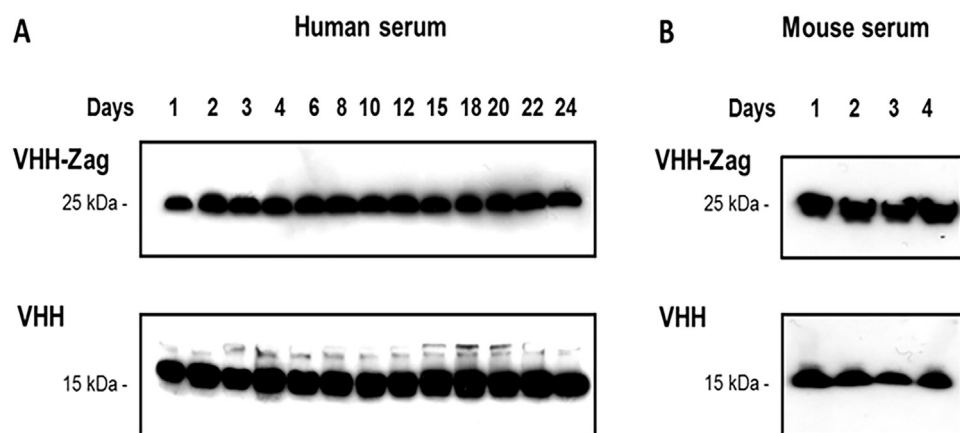 A Human serum
Days 1 2 3 4 6 8 10 12 15 18 20 22 24
VHH-Zag
25 kDa -
VHH
15 kDa -
B Mouse serum
Days 1 2 3 4
VHH-Zag
25 kDa -
VHH
15 kDa -